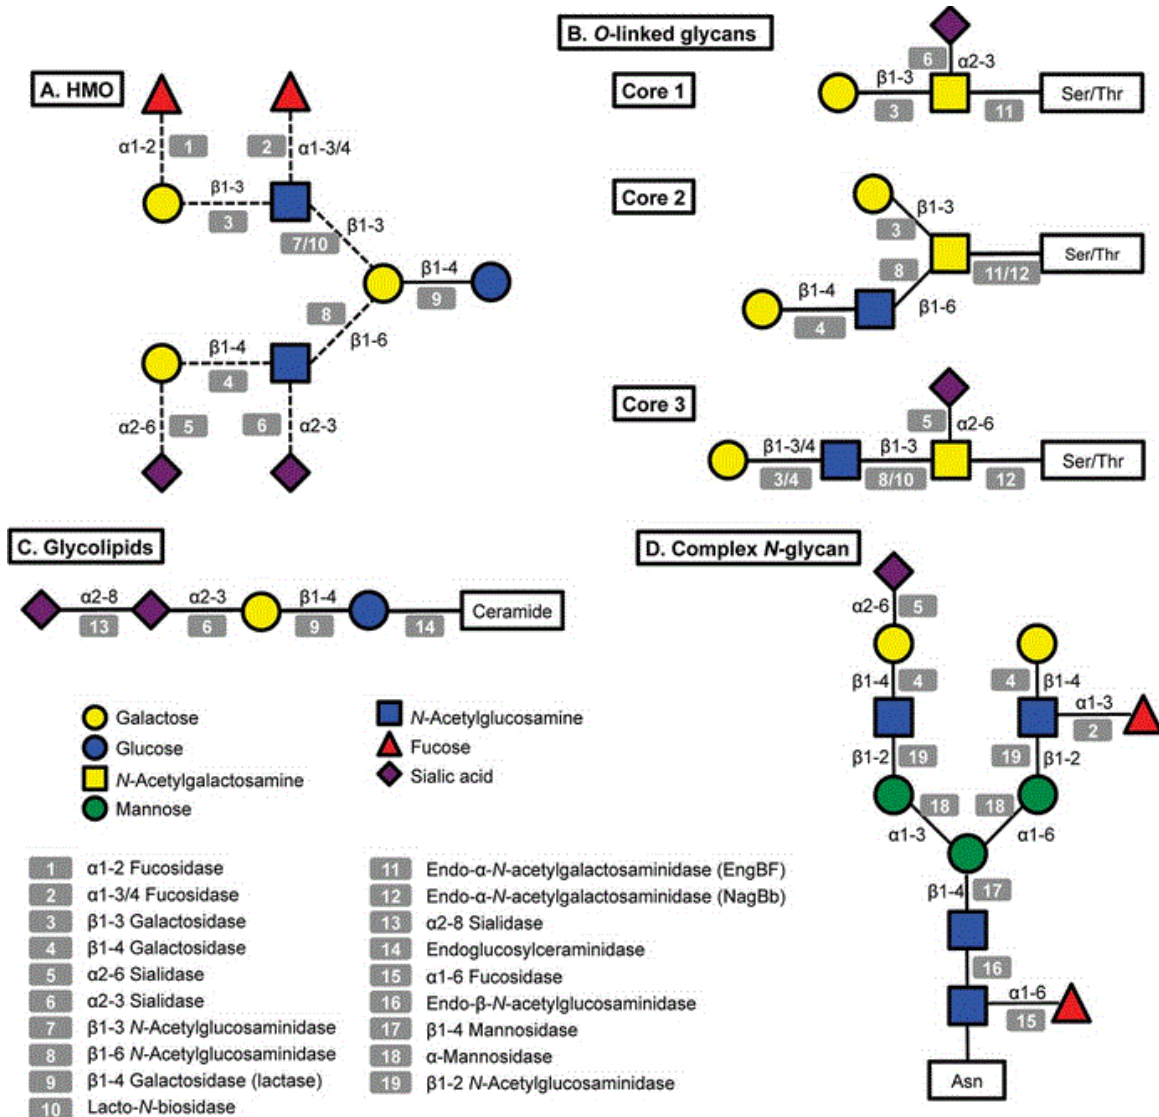 A. HMO
α1-2
1
2
α1-3/4
β1-3
3
7/10
β1-3
β1-4
9
8
β1-6
β1-4
4
α2-6
5
6
α2-3
B. O-linked glycans
Core 1
6
α2-3
β1-3
3
11
Ser/Thr
Core 2
β1-3
3
8
11/12
Ser/Thr
β1-4
4
β1-6
Core 3
5
α2-6
β1-3/4
3/4
β1-3
8/10
12
Ser/Thr
C. Glycolipids
α2-8
13
α2-3
6
β1-4
9
14
Ceramide
D. Complex N-glycan
α2-6
5
β1-4
4
4
β1-4
α1-3
2
β1-2
19
19
β1-2
18
18
α1-3
α1-6
β1-4
17
16
α1-6
15
Asn
Galactose
Glucose
N-Acetylgalactosamine
Mannose
N-Acetylglucosamine
Fucose
Sialic acid
1 α1-2 Fucosidase
2 α1-3/4 Fucosidase
3 β1-3 Galactosidase
4 β1-4 Galactosidase
5 α2-6 Sialidase
6 α2-3 Sialidase
7 β1-3 N-Acetylglucosaminidase
8 β1-6 N-Acetylglucosaminidase
9 β1-4 Galactosidase (lactase)
10 Lacto-N-biosidase
11 Endo-α-N-acetylgalactosaminidase (EngBF)
12 Endo-α-N-acetylgalactosaminidase (NagBb)
13 α2-8 Sialidase
14 Endoglucosylceraminidase
15 α1-6 Fucosidase
16 Endo-β-N-acetylglucosaminidase
17 β1-4 Mannosidase
18 α-Mannosidase
19 β1-2 N-Acetylglucosaminidase